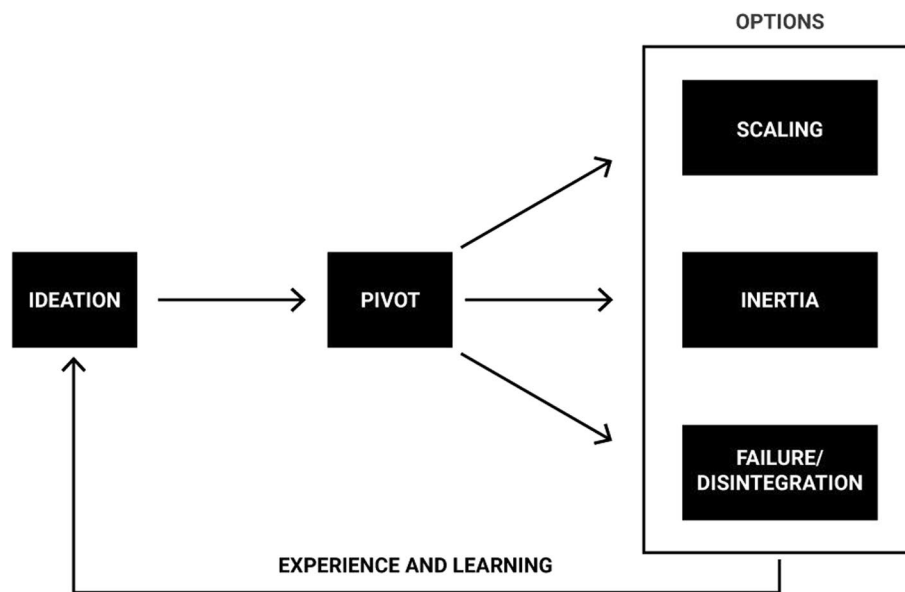 OPTIONS
SCALING
IDEATION
PIVOT
INERTIA
FAILURE/
DISINTEGRATION
EXPERIENCE AND LEARNING